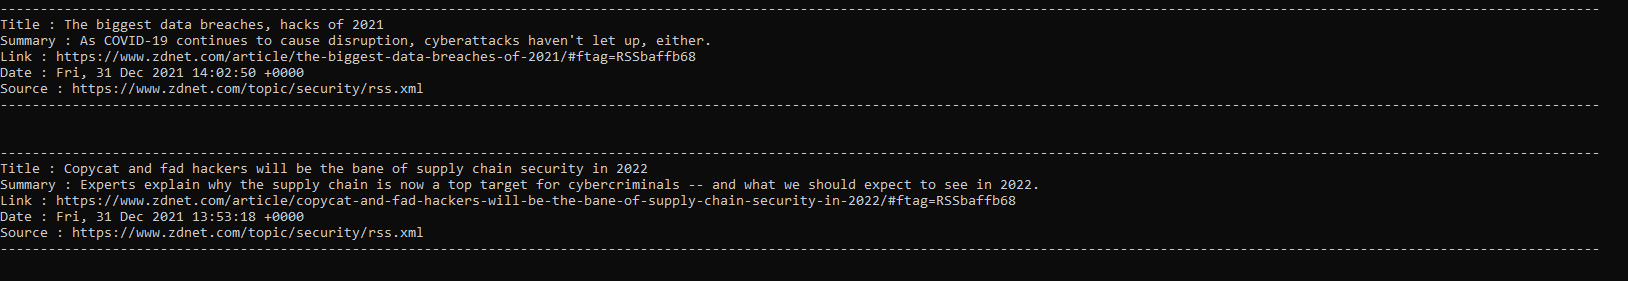 --------------------------------------------------------------------------------------------------------------------------------------------------------------------------------------------------------
Title : The biggest data breaches, hacks of 2021
Summary : As COVID-19 continues to cause disruption, cyberattacks haven't let up, either.
Link : https://www.zdnet.com/article/the-biggest-data-breaches-of-2021/#ftag=RSSbaffb68
Date : Fri, 31 Dec 2021 14:02:50 +0000
Source : https://www.zdnet.com/topic/security/rss.xml
--------------------------------------------------------------------------------------------------------------------------------------------------------------------------------------------------------
--------------------------------------------------------------------------------------------------------------------------------------------------------------------------------------------------------
Title : Copycat and fad hackers will be the bane of supply chain security in 2022
Summary : Experts explain why the supply chain is now a top target for cybercriminals -- and what we should expect to see in 2022.
Link : https://www.zdnet.com/article/copycat-and-fad-hackers-will-be-the-bane-of-supply-chain-security-in-2022/#ftag=RSSbaffb68
Date : Fri, 31 Dec 2021 13:53:18 +0000
Source : https://www.zdnet.com/topic/security/rss.xml
--------------------------------------------------------------------------------------------------------------------------------------------------------------------------------------------------------